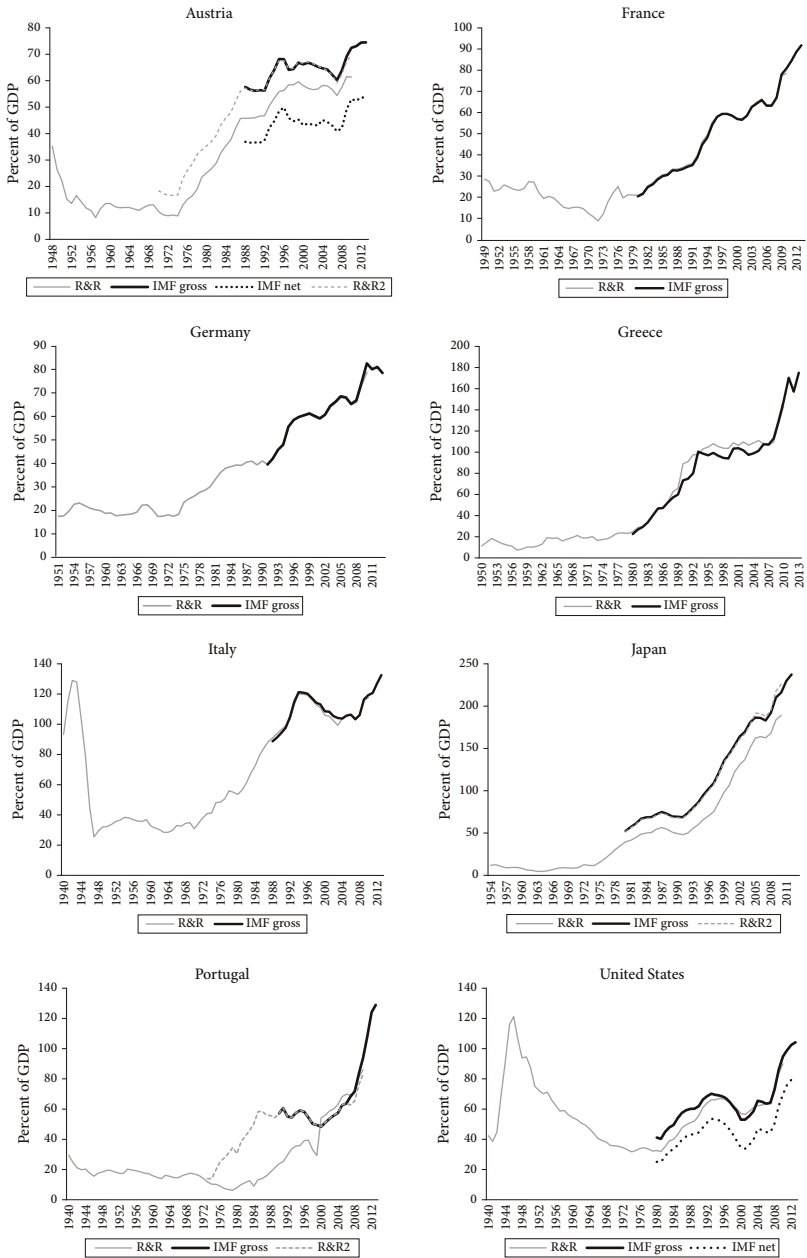 Austria
Percent of GDP
80
70
60
50
40
30
20
10
0
1948 1952 1956 1960 1964 1968 1972 1976 1980 1984 1988 1992 1996 2000 2004 2008 2012
R&R IMF gross IMF net R&R2
France
Percent of GDP
100
90
80
70
60
50
40
30
20
10
0
1949 1952 1955 1958 1961 1964 1967 1970 1973 1976 1979 1982 1985 1988 1991 1994 1997 2000 2003 2006 2009 2012
R&R IMF gross
Germany
Percent of GDP
90
80
70
60
50
40
30
20
10
0
1951 1954 1957 1960 1963 1966 1969 1972 1975 1978 1981 1984 1987 1990 1993 1996 1999 2002 2005 2008 2011
R&R IMF gross
Greece
Percent of GDP
200
180
160
140
120
100
80
60
40
20
0
1950 1953 1956 1959 1962 1965 1968 1971 1974 1977 1980 1983 1986 1989 1992 1995 1998 2001 2004 2007 2010 2013
R&R IMF gross
Italy
Percent of GDP
140
120
100
80
60
40
20
0
1940 1944 1948 1952 1956 1960 1964 1968 1972 1976 1980 1984 1988 1992 1996 2000 2004 2008 2012
R&R IMF gross
Japan
Percent of GDP
250
200
150
100
50
0
1954 1957 1960 1963 1966 1969 1972 1975 1978 1981 1984 1987 1990 1993 1996 1999 2002 2005 2008 2011
R&R IMF gross R&R2
Portugal
Percent of GDP
140
120
100
80
60
40
20
0
1940 1944 1948 1952 1956 1960 1964 1968 1972 1976 1980 1984 1988 1992 1996 2000 2004 2008 2012
R&R IMF gross R&R2
United States
Percent of GDP
140
120
100
80
60
40
20
0
1940 1944 1948 1952 1956 1960 1964 1968 1972 1976 1980 1984 1988 1992 1996 2000 2004 2008 2012
R&R IMF gross IMF net